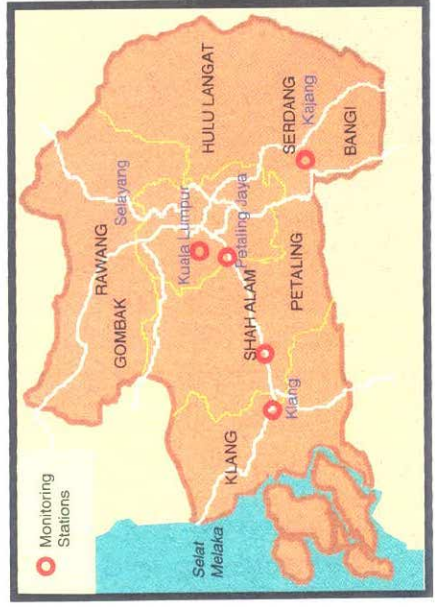 Monitoring
Stations
Selat
Melaka
RAWANG
GOMBAK
Selayang
HULU LANGAT
Kuala Lumpur
Petaling Jaya
SHAH ALAM
KLANG
Klang
PETALING
SERDANG
Kajang
BANGI